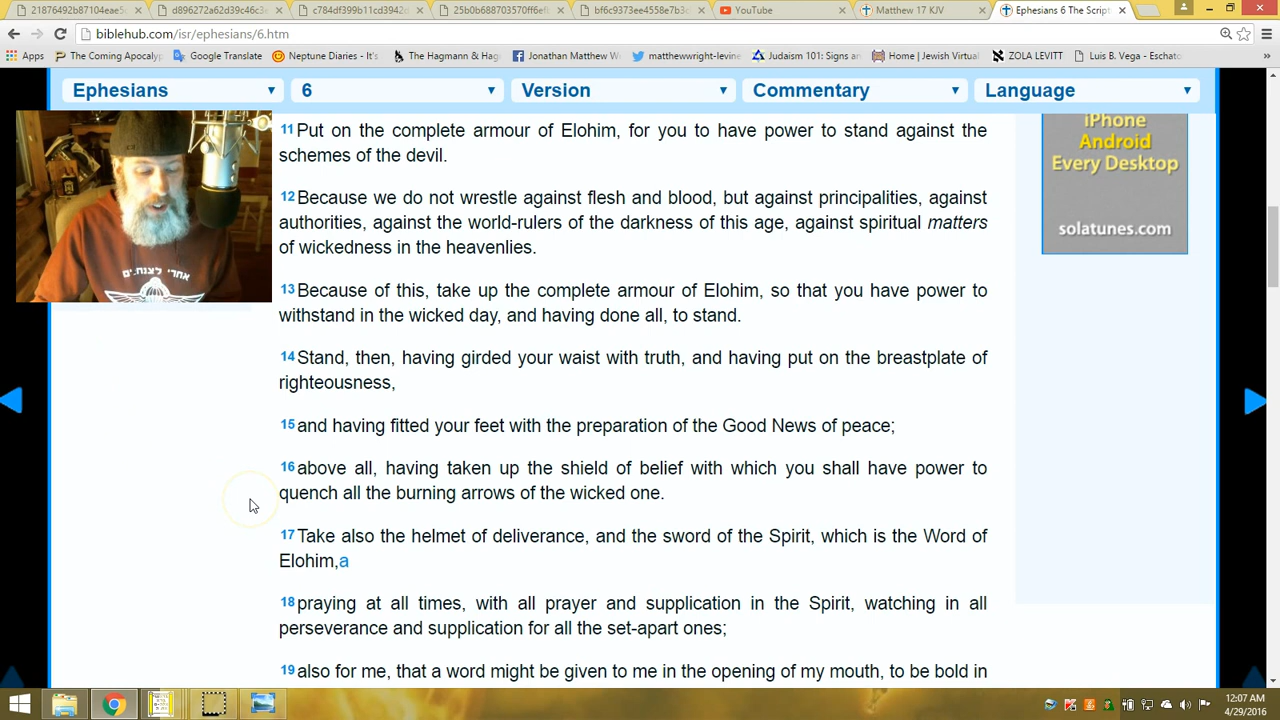 21876492b87104eae5
d896272a62d39c46c3e
c784df399b11cd3942d
25b0b688703570ff6ef
bf6c9373ee4558e7b3
YouTube
Matthew 17 KJV
Ephesians 6 The Script
biblehub.com/isr/ephesians/6.htm
Apps
The Coming Apocalyp
Google Translate
Neptune Diaries - It's
The Hagmann & Hag
Jonathan Matthew W
matthewwright-levine
Judaism 101: Signs an
Home | Jewish Virtual
ZOLA LEVITT
Luis B. Vega - Eschato
Ephesians
6
Version
Commentary
Language
11 Put on the complete armour of Elohim, for you to have power to stand against the
schemes of the devil.
12 Because we do not wrestle against flesh and blood, but against principalities, against
authorities, against the world-rulers of the darkness of this age, against spiritual matters
of wickedness in the heavenlies.
13 Because of this, take up the complete armour of Elohim, so that you have power to
withstand in the wicked day, and having done all, to stand.
14 Stand, then, having girded your waist with truth, and having put on the breastplate of
righteousness,
15 and having fitted your feet with the preparation of the Good News of peace;
16 above all, having taken up the shield of belief with which you shall have power to
quench all the burning arrows of the wicked one.
17 Take also the helmet of deliverance, and the sword of the Spirit, which is the Word of
Elohim,a
18 praying at all times, with all prayer and supplication in the Spirit, watching in all
perseverance and supplication for all the set-apart ones;
19 also for me, that a word might be given to me in the opening of my mouth, to be bold in
iPhone
Android
Every Desktop
solatunes.com
אחרי
12:07 AM
4/29/2016